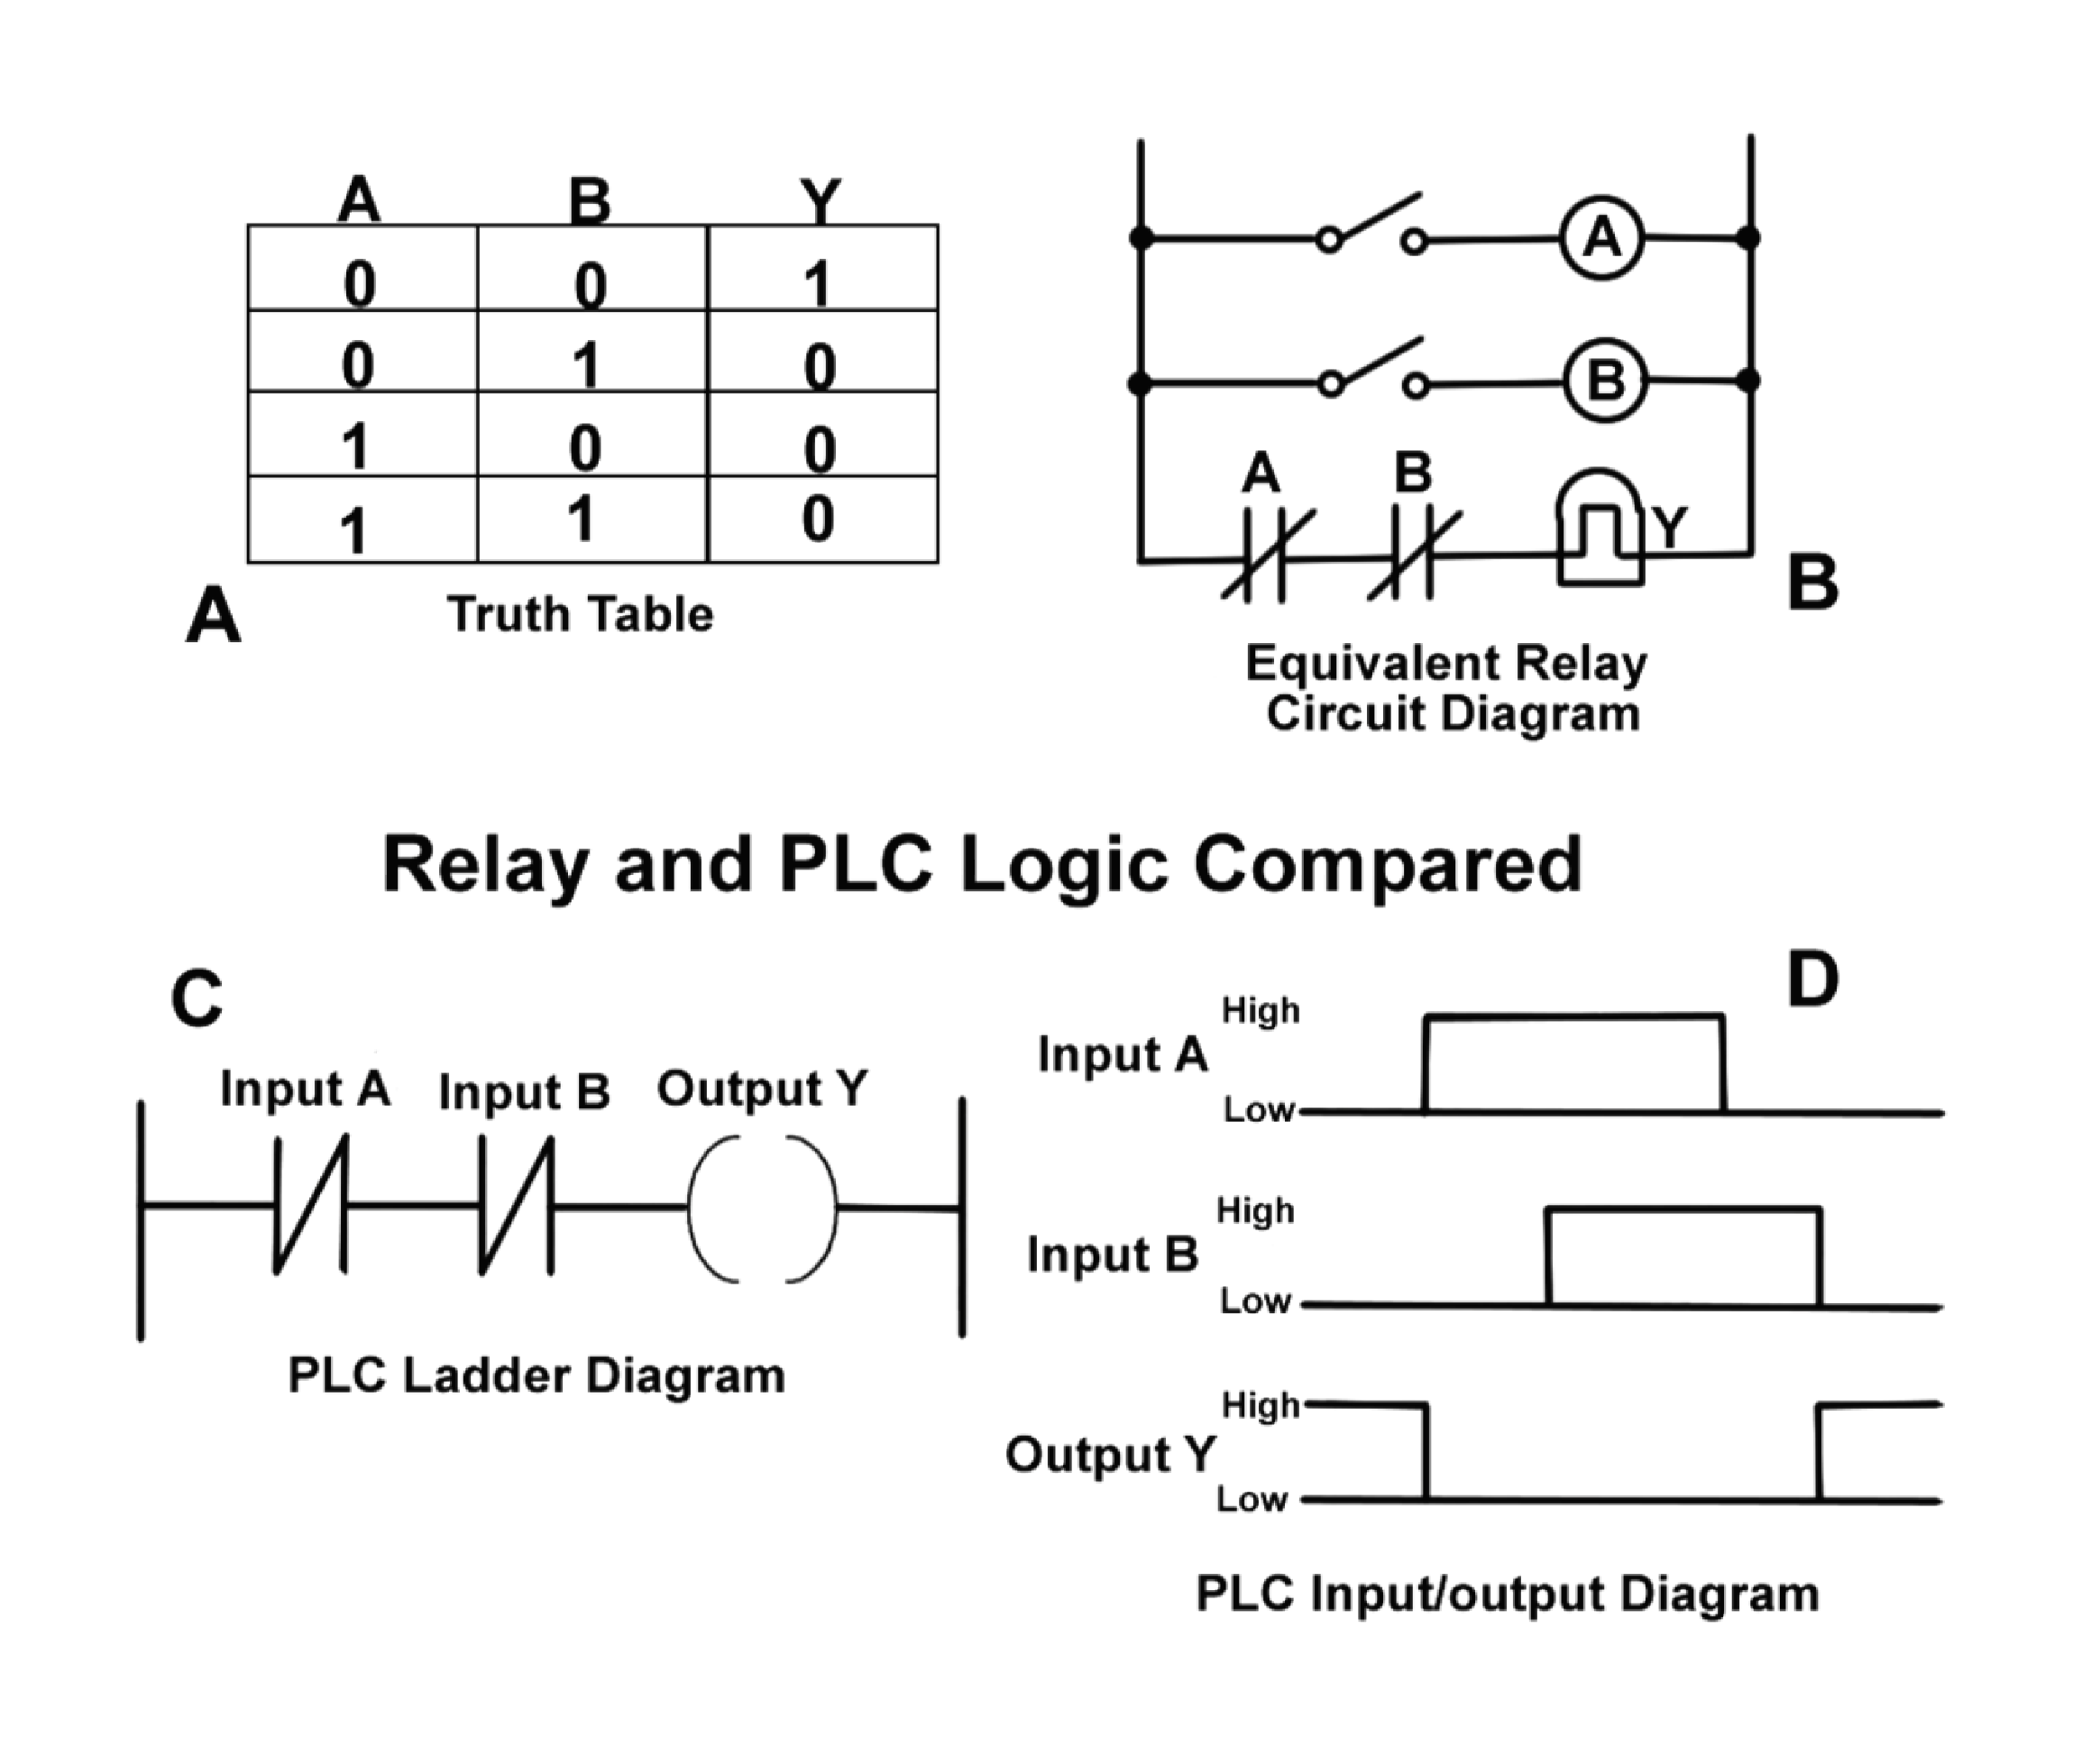 A B Y
0 0 1
0 1 0
1 0 0
1 1 0
A
Truth Table
A
B
A B
Y
B
Equivalent Relay
Circuit Diagram
Relay and PLC Logic Compared
C
Input A Input B Output Y
PLC Ladder Diagram
D
High
Input A
Low
High
Input B
Low
High
Output Y
Low
PLC Input/output Diagram